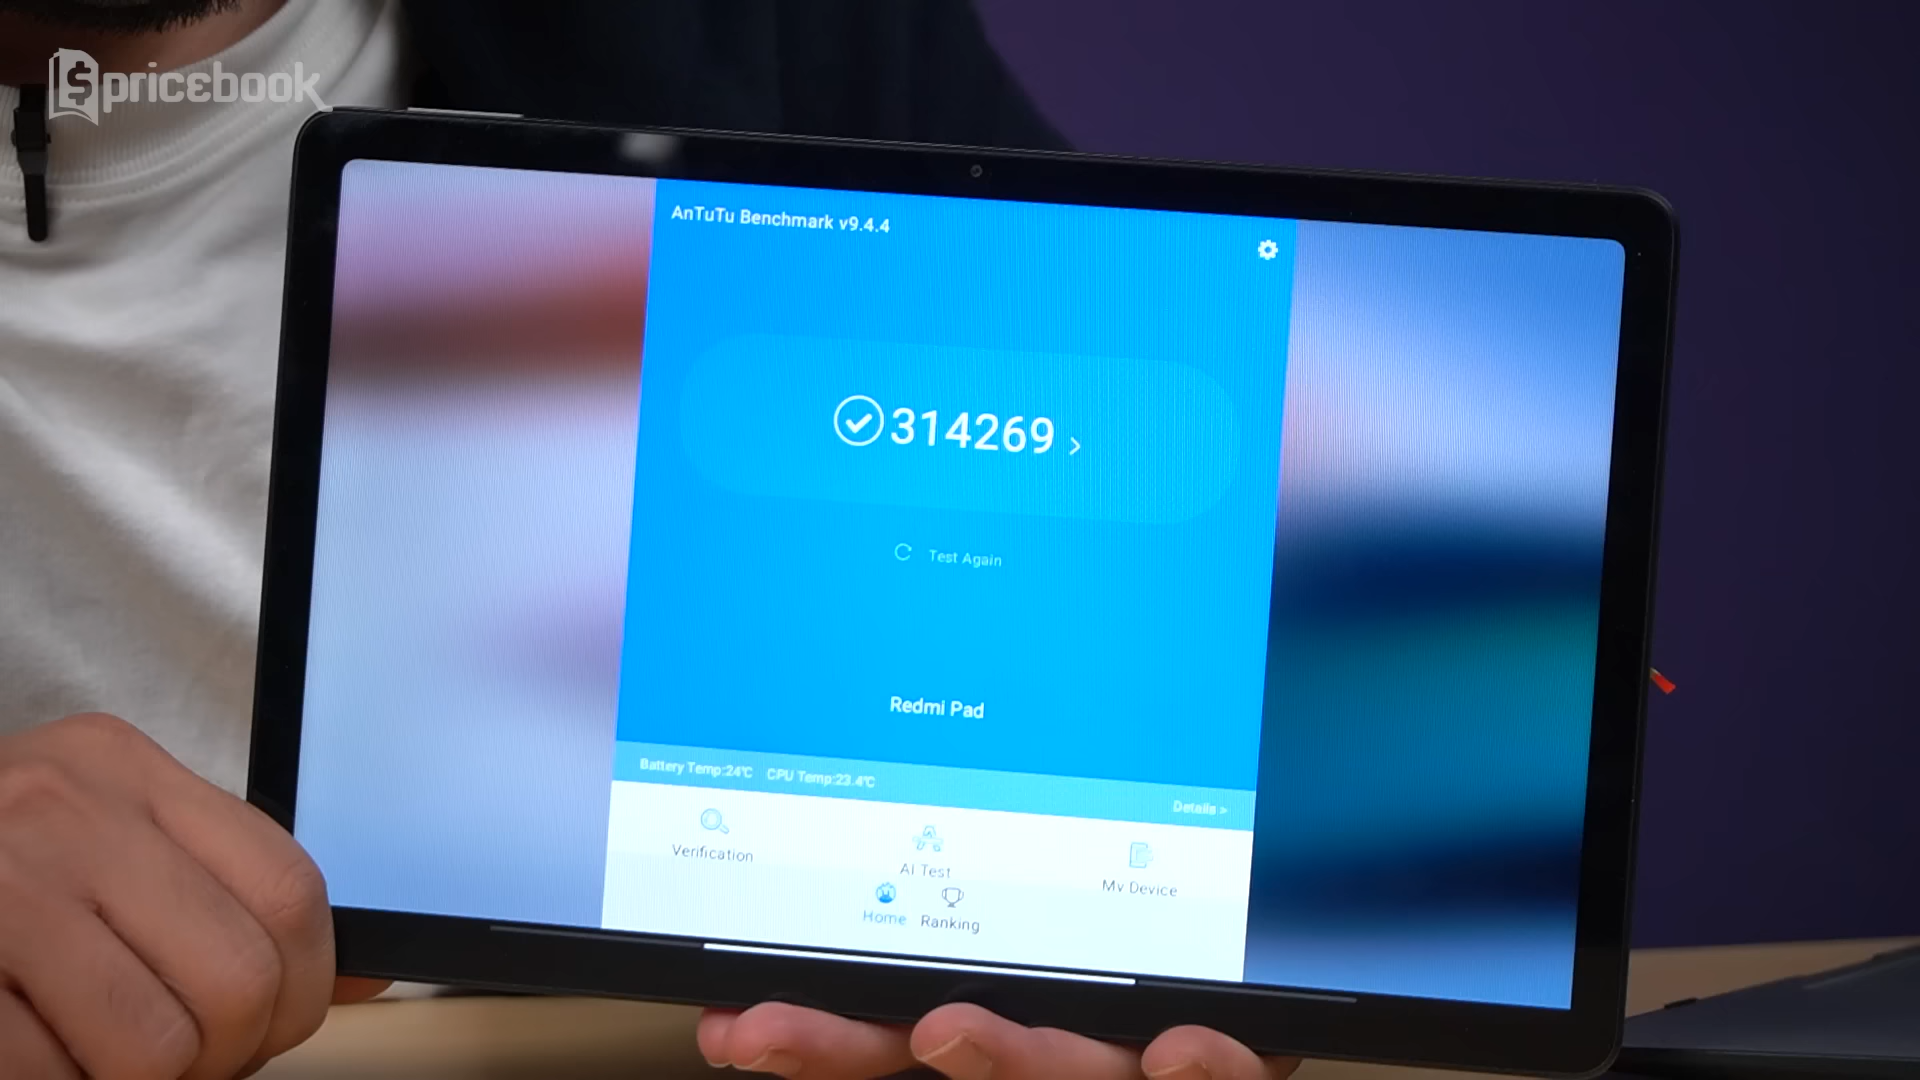 pricebook
AnTuTu Benchmark v9.4.4
314269 >
Test Again
Redmi Pad
Battery Temp:24℃ CPU Temp:23.4℃
Details >
Verification
AI Test
My Device
Home
Ranking